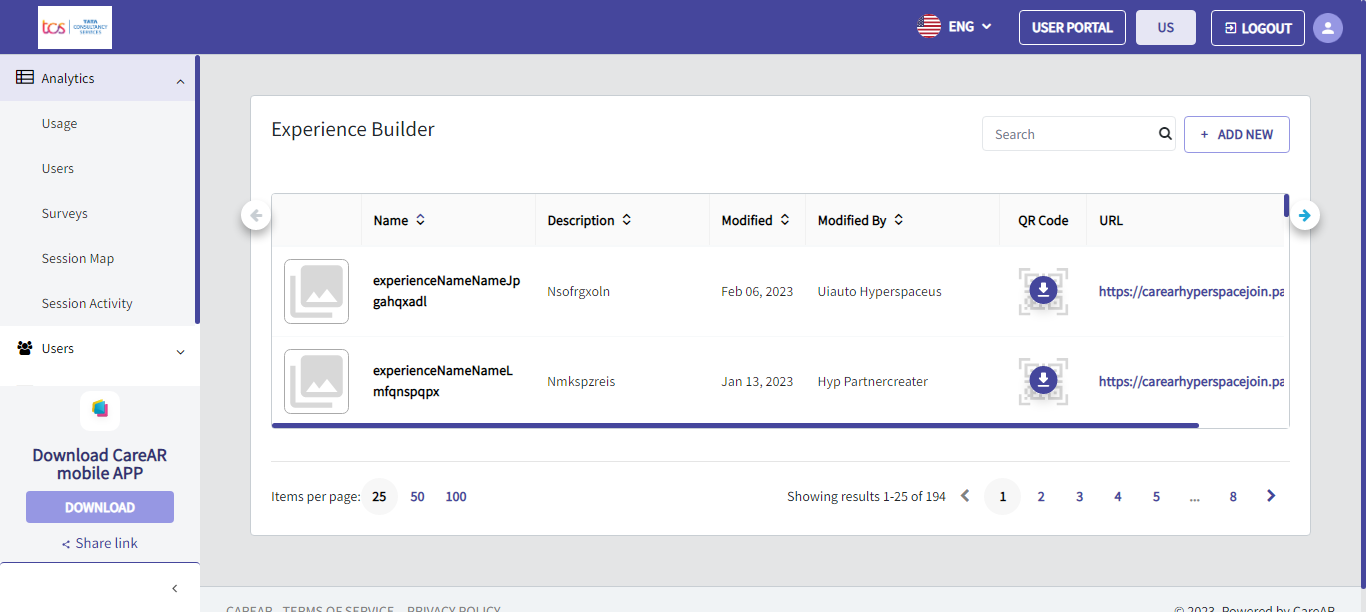 tcs TATA CONSULTANCY SERVICES
ENG USER PORTAL US LOGOUT
Analytics
Usage
Users
Surveys
Session Map
Session Activity
Users
Download CareAR
mobile APP
DOWNLOAD
Share link
Experience Builder
Search + ADD NEW
Name Description Modified Modified By QR Code URL
experienceNameNameJp
gahqxadl
Nsofrgxoln Feb 06, 2023 Uiauto Hyperspaceus https://carearhyperspacejoin.pa
experienceNameNameL
mfqnspqpx
Nmkspzreis Jan 13, 2023 Hyp Partnercreater https://carearhyperspacejoin.pa
Items per page: 25 50 100 Showing results 1-25 of 194 1 2 3 4 5 ... 8
CAREAR TERMS OF SERVICE PRIVACY POLICY © 2023, Powered by CareAR